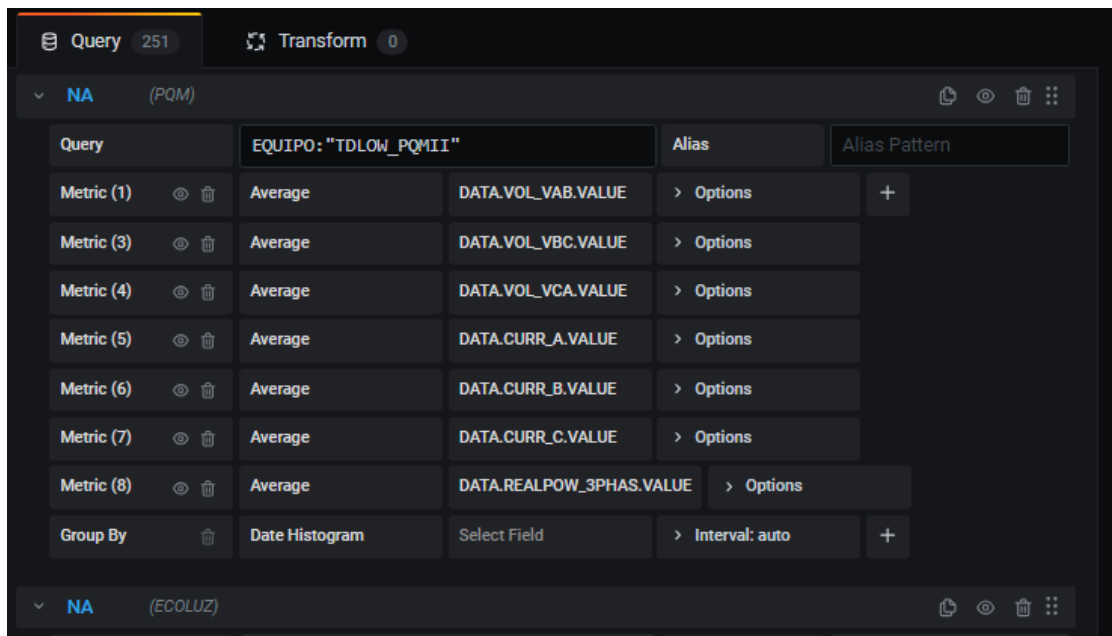 Query 251 Transform 0
NA (PQM)
Query EQUIPO:"TDLOW_PQMII" Alias Alias Pattern
Metric (1) Average DATA.VOL_VAB.VALUE > Options +
Metric (3) Average DATA.VOL_VBC.VALUE > Options
Metric (4) Average DATA.VOL_VCA.VALUE > Options
Metric (5) Average DATA.CURR_A.VALUE > Options
Metric (6) Average DATA.CURR_B.VALUE > Options
Metric (7) Average DATA.CURR_C.VALUE > Options
Metric (8) Average DATA.REALPOW_3PHAS.VALUE > Options
Group By Date Histogram Select Field > Interval: auto +
NA (ECOLUZ)